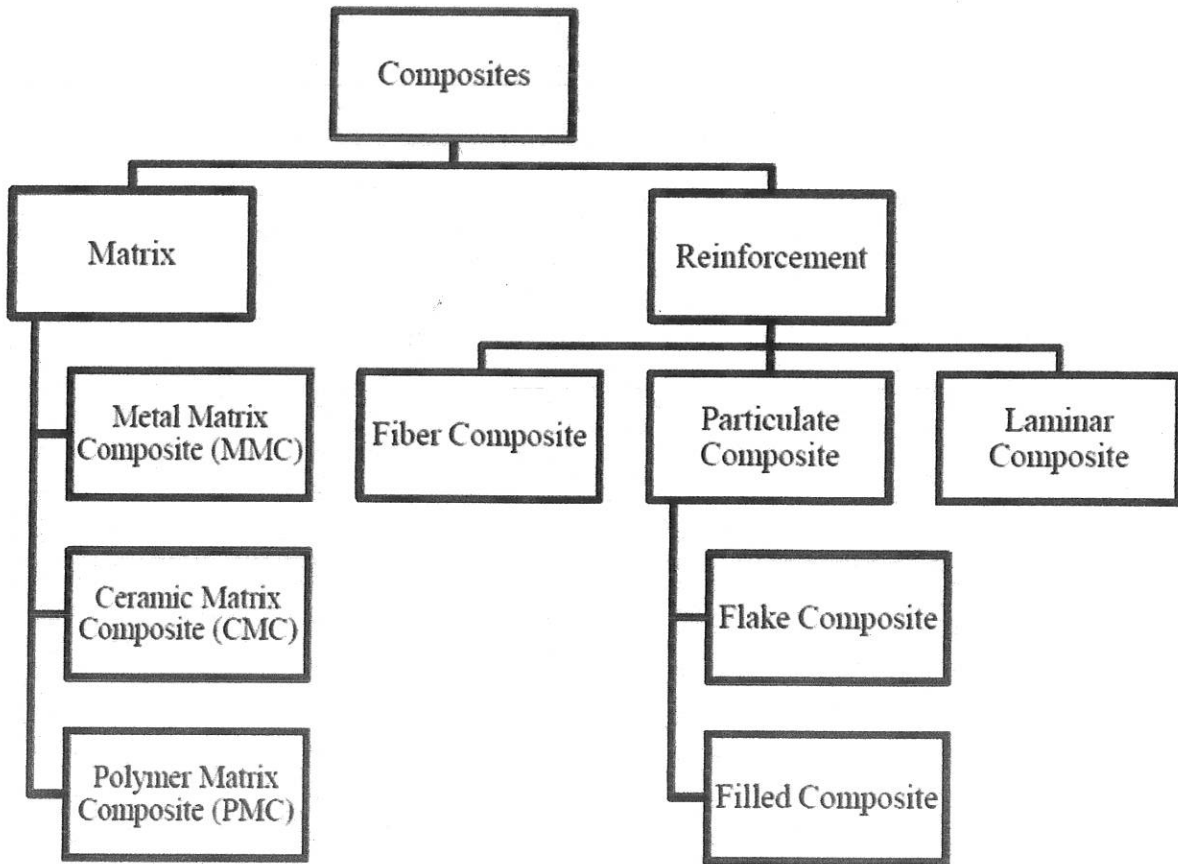 Composites
Matrix
Reinforcement
Metal Matrix
Composite (MMC)
Fiber Composite
Particulate
Composite
Laminar
Composite
Ceramic Matrix
Composite (CMC)
Flake Composite
Polymer Matrix
Composite (PMC)
Filled Composite